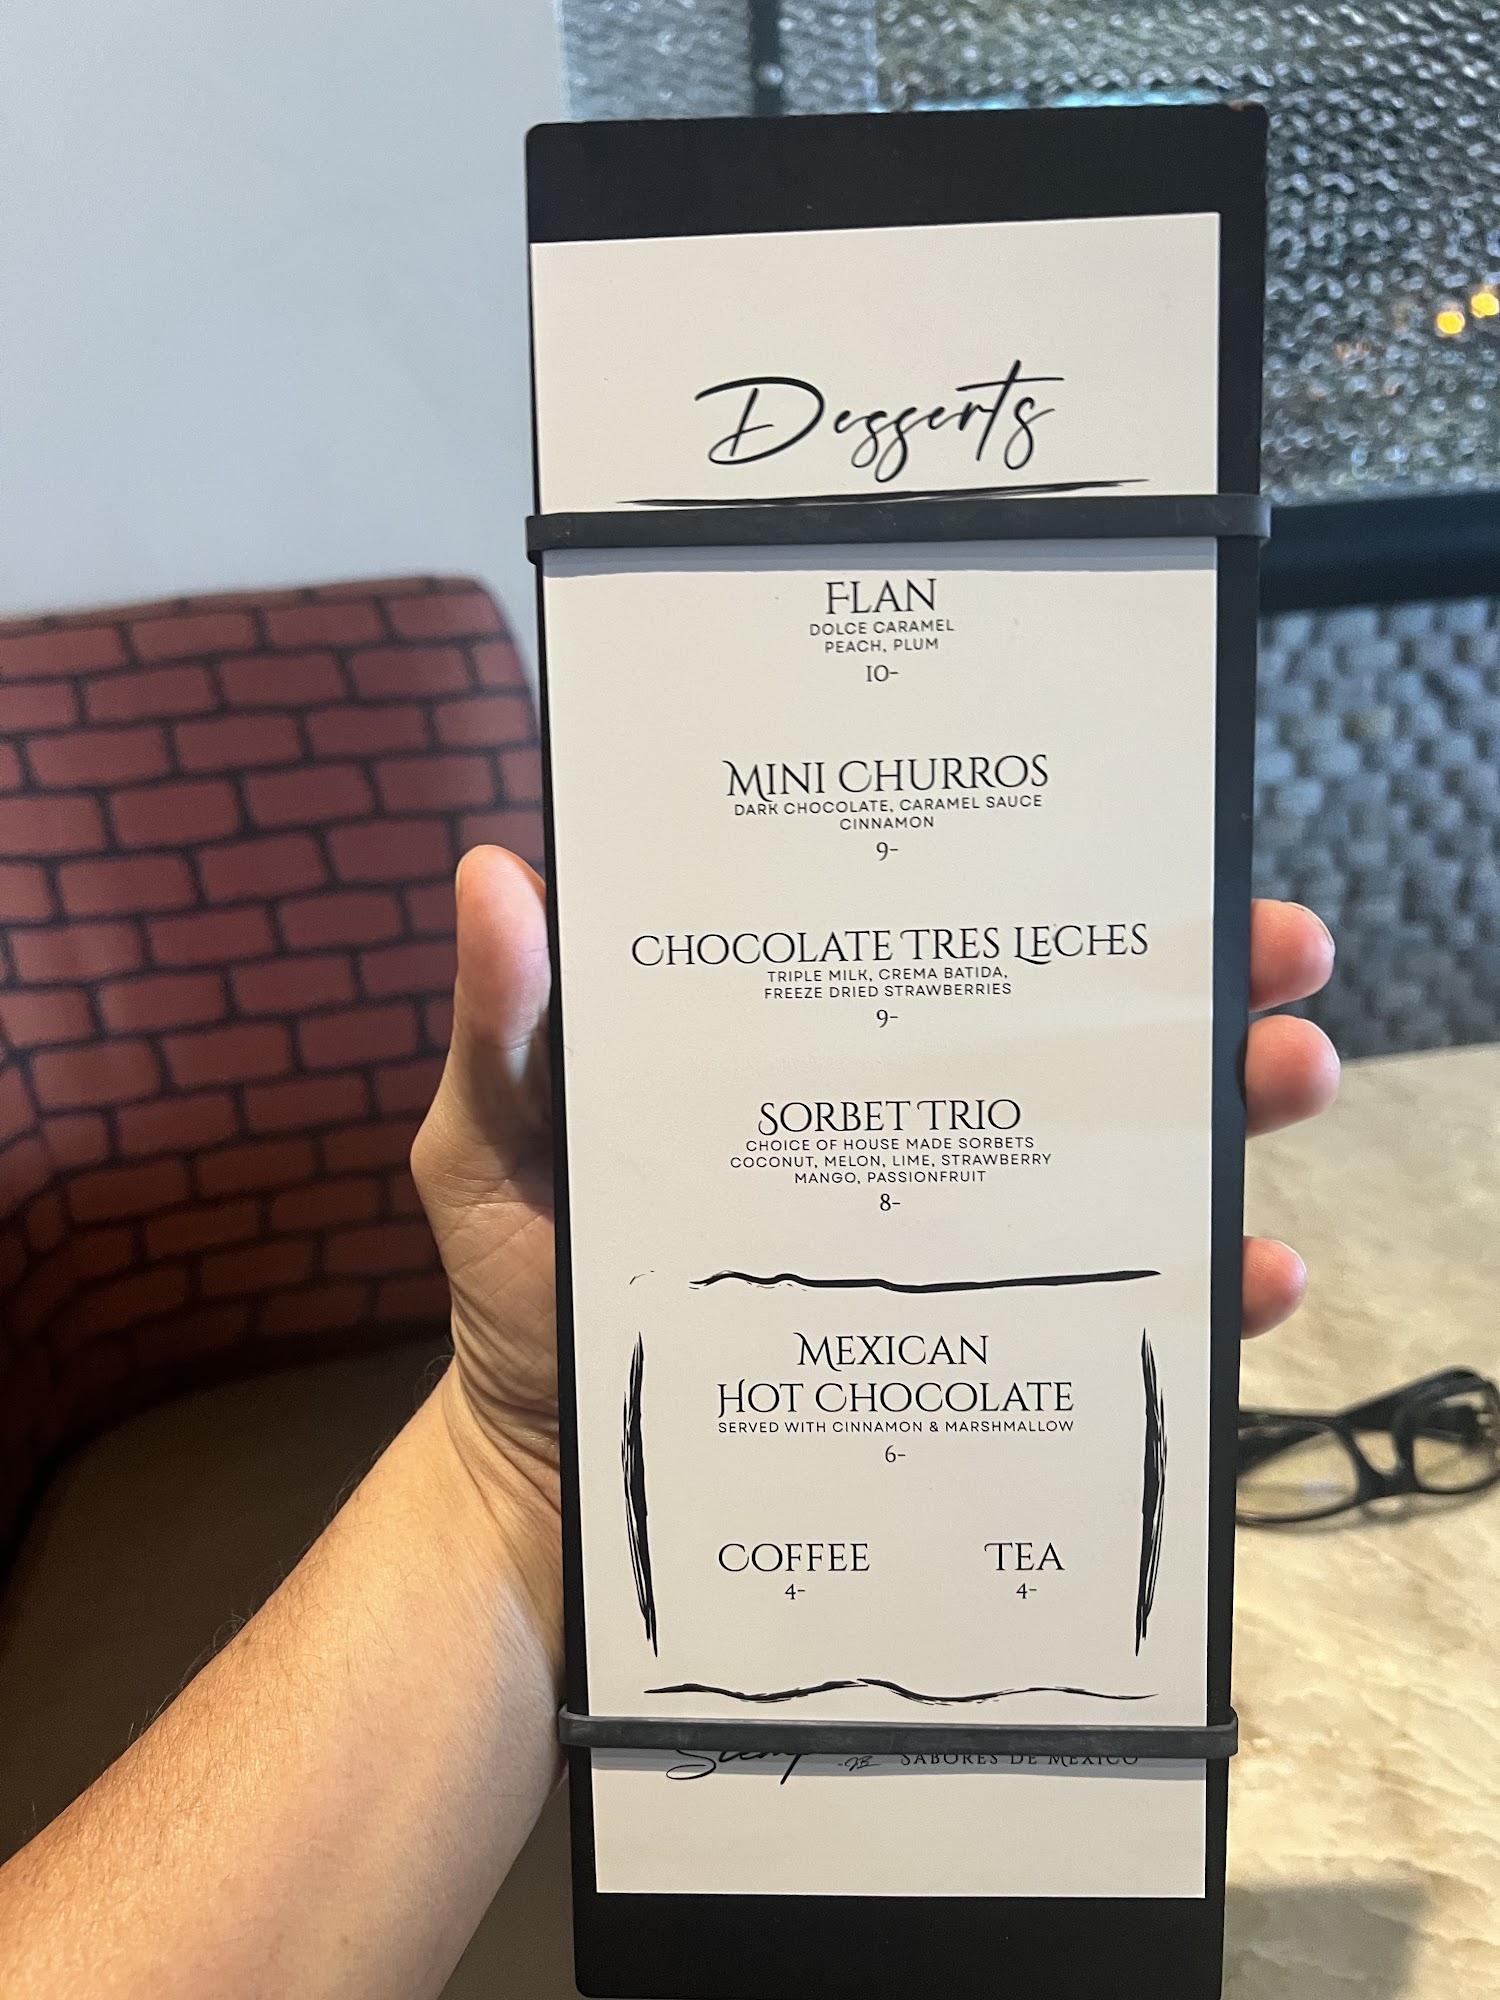 Desserts
FLAN
DOLCE CARAMEL
PEACH, PLUM
10-
MINI CHURROS
DARK CHOCOLATE, CARAMEL SAUCE
CINNAMON
9-
CHOCOLATE TRES LECHES
TRIPLE MILK, CREMA BATIDA,
FREEZE DRIED STRAWBERRIES
9-
SORBET TRIO
CHOICE OF HOUSE MADE SORBETS
COCONUT, MELON, LIME, STRAWBERRY
MANGO, PASSIONFRUIT
8-
MEXICAN
HOT CHOCOLATE
SERVED WITH CINNAMON & MARSHMALLOW
6-
COFFEE TEA
4- 4-
SABORES DE MEXICO